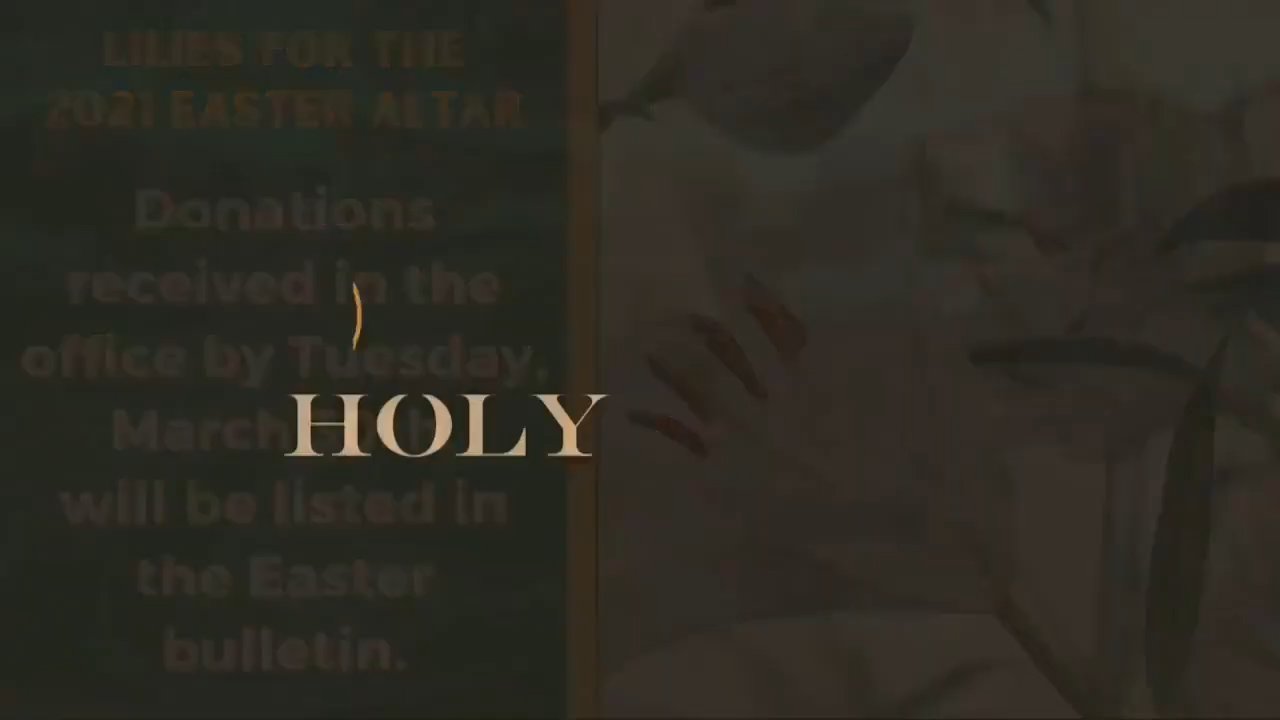 LILIES FOR THE
2021 EASTER ALTAR
Donations
received in the
office by Tuesday,
March
HOLY
will be listed in
the Easter
bulletin.